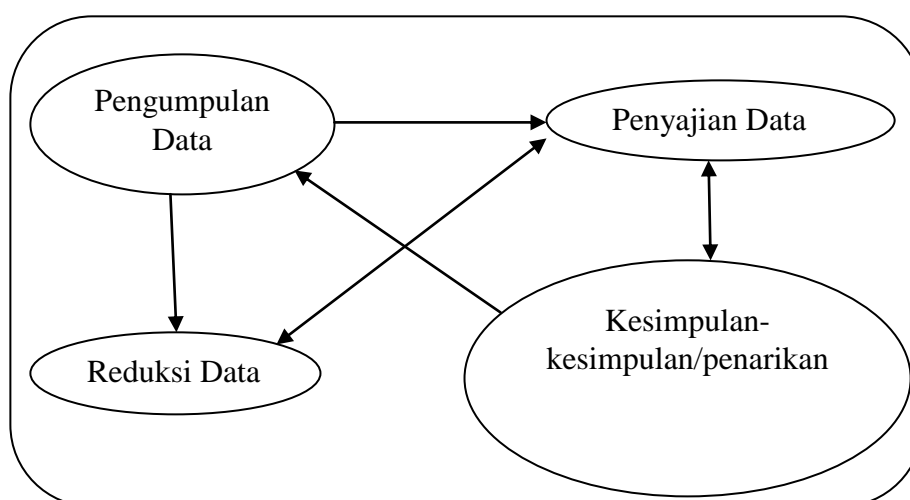 Pengumpulan
Data
Penyajian Data
Reduksi Data
Kesimpulan-
kesimpulan/penarikan